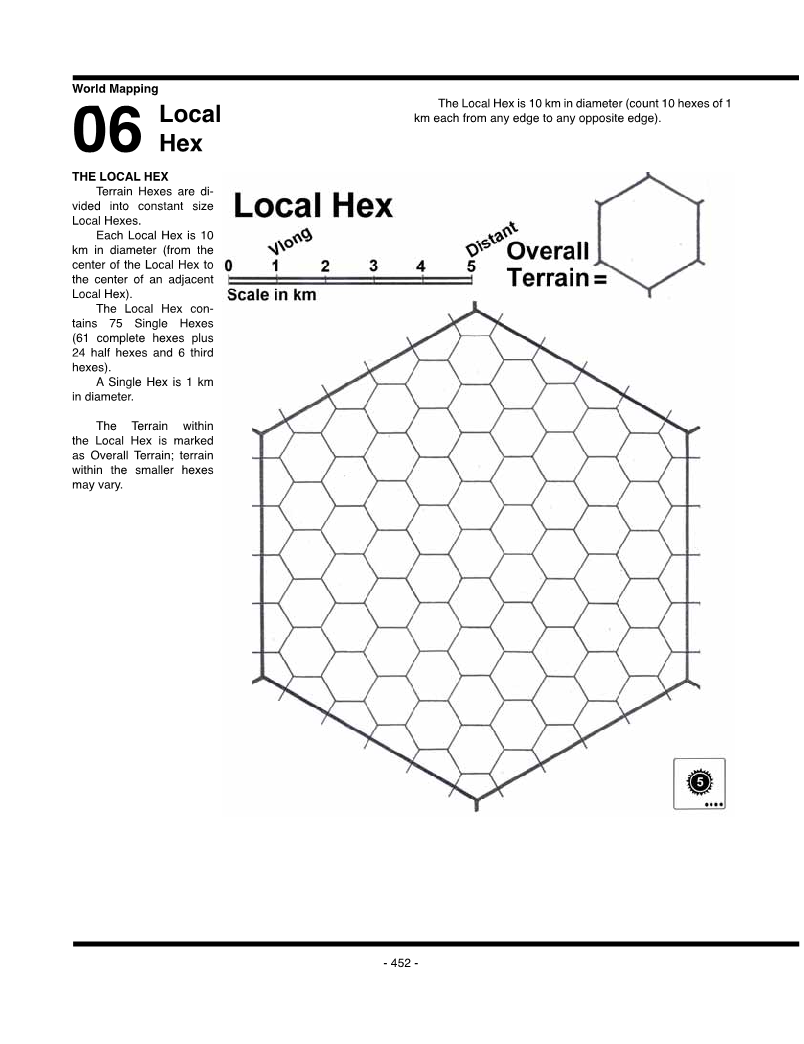 World Mapping
06 Local
Hex
The Local Hex is 10 km in diameter (count 10 hexes of 1
km each from any edge to any opposite edge).
THE LOCAL HEX
Terrain Hexes are di-
vided into constant size
Local Hexes.
Each Local Hex is 10
km in diameter (from the
center of the Local Hex to
the center of an adjacent
Local Hex).
The Local Hex con-
tains 75 Single Hexes
(61 complete hexes plus
24 half hexes and 6 third
hexes).
A Single Hex is 1 km
in diameter.
The Terrain within
the Local Hex is marked
as Overall Terrain; terrain
within the smaller hexes
may vary.
Local Hex
Vlong
Distant
0 1 2 3 4 5
Scale in km
Overall
Terrain =
5
- 452 -